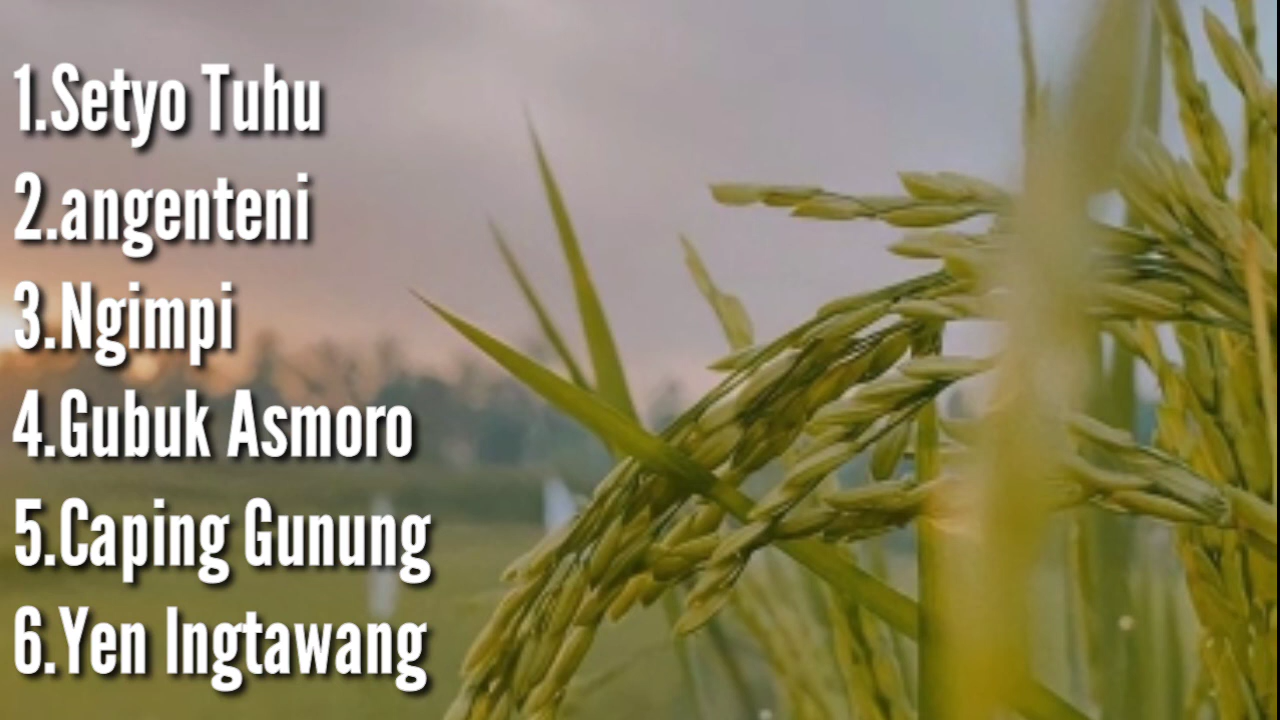 1.Setyo Tuhu
2.angenteni
3.Ngimpi
4.Gubuk Asmoro
5.Caping Gunung
6.Yen Ingtawang